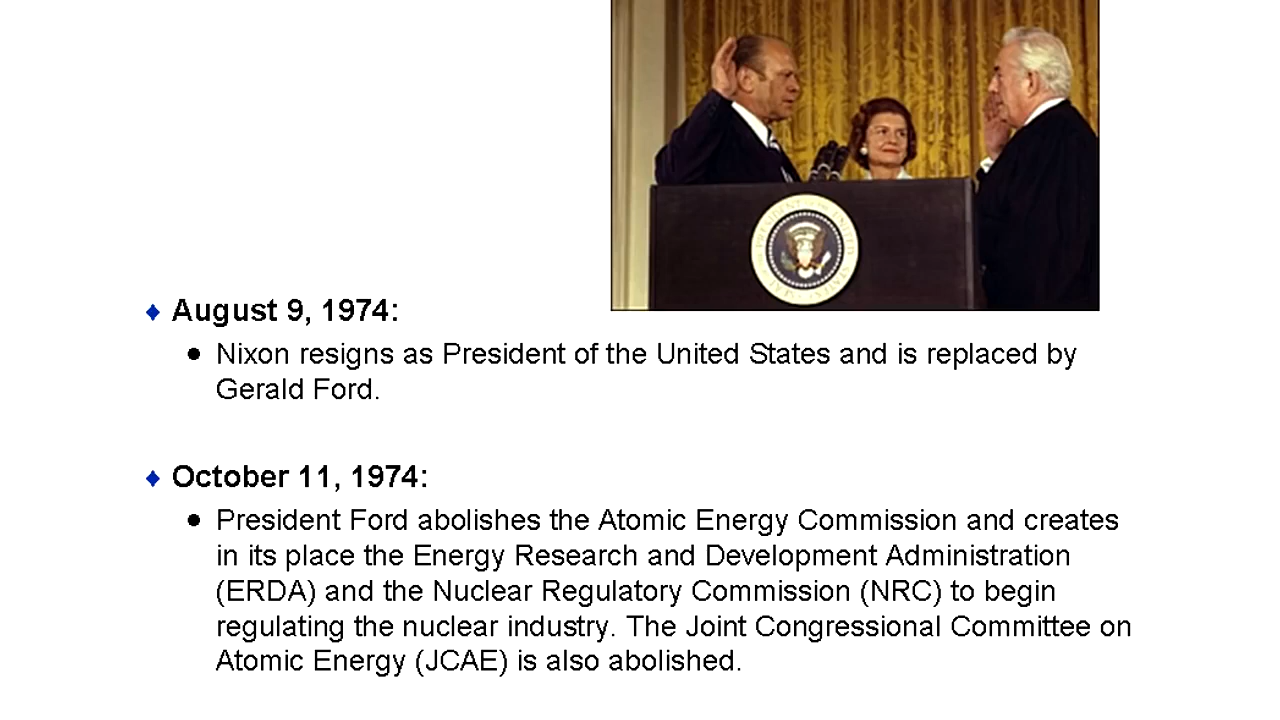 August 9, 1974:
Nixon resigns as President of the United States and is replaced by
Gerald Ford.
October 11, 1974:
President Ford abolishes the Atomic Energy Commission and creates
in its place the Energy Research and Development Administration
(ERDA) and the Nuclear Regulatory Commission (NRC) to begin
regulating the nuclear industry. The Joint Congressional Committee on
Atomic Energy (JCAE) is also abolished.